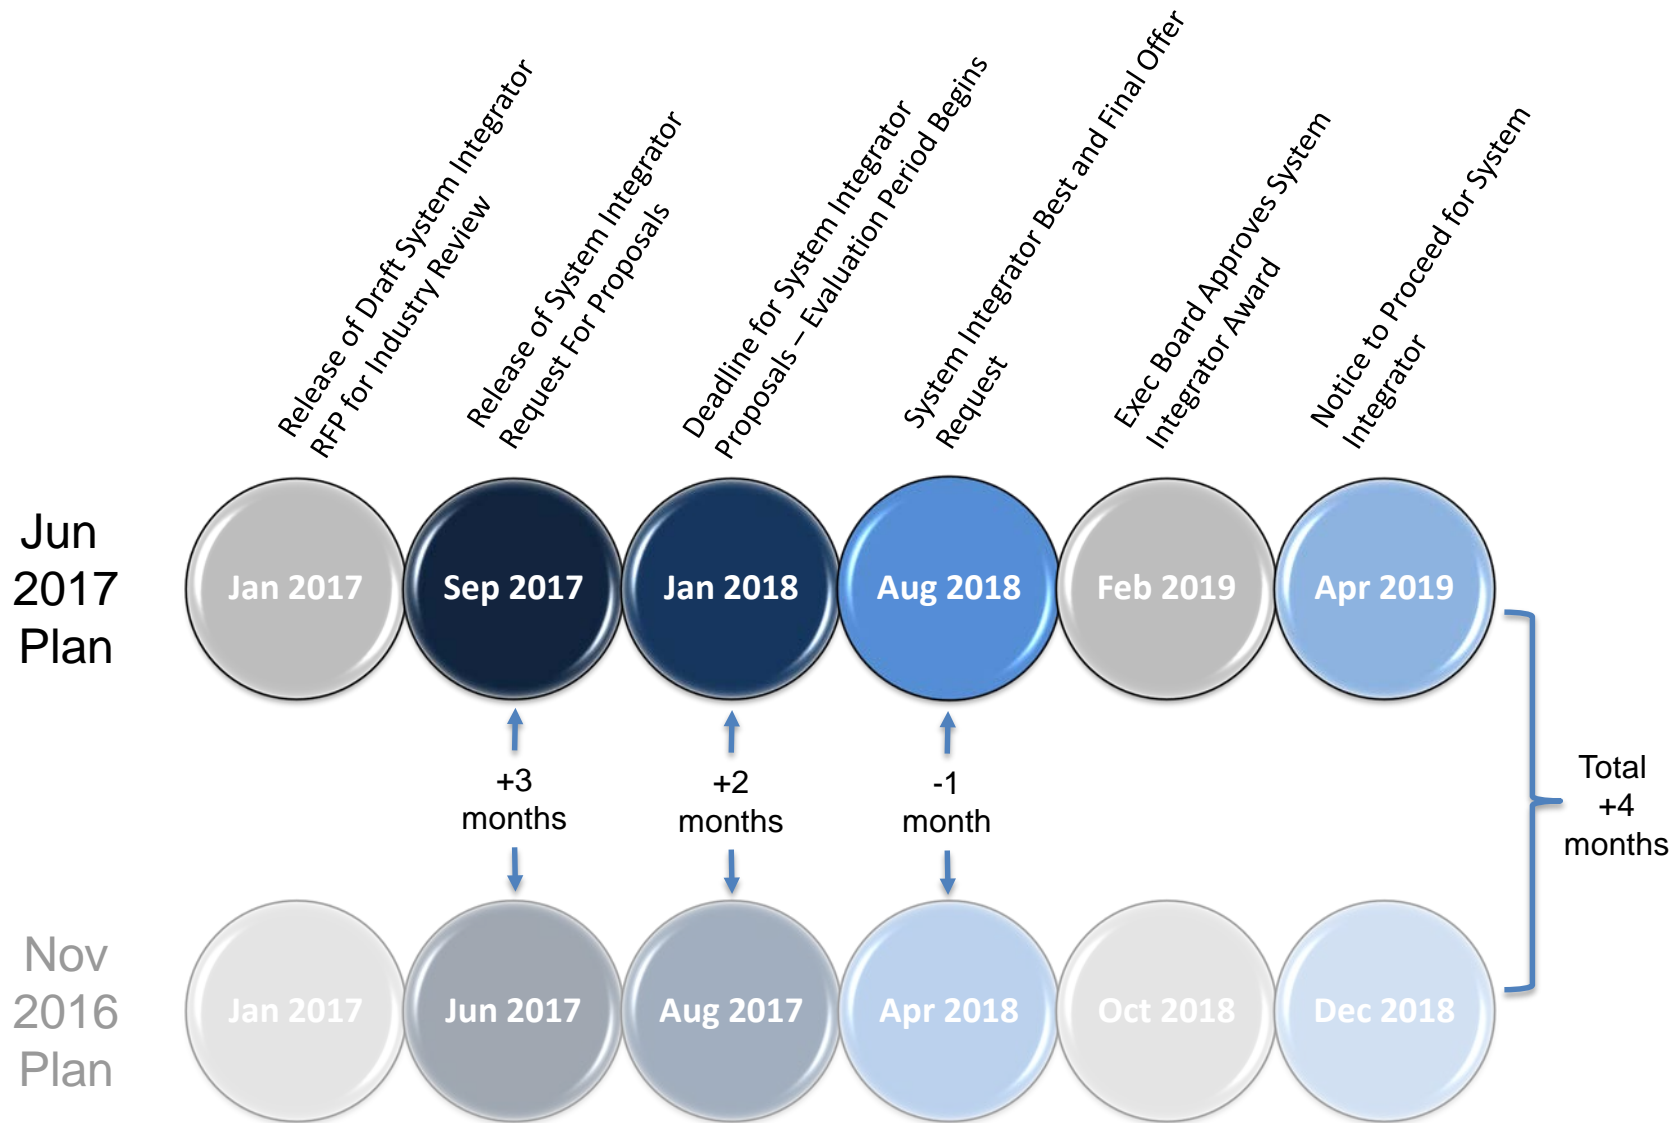 Release of Draft System Integrator
RFP for Industry Review
Release of System Integrator
Request For Proposals
Deadline for System Integrator
Proposals – Evaluation Period Begins
System Integrator Best and Final Offer
Request
Exec Board Approves System
Integrator Award
Notice to Proceed for System
Integrator
Jun
2017
Plan
Jan 2017
Sep 2017
Jan 2018
Aug 2018
Feb 2019
Apr 2019
+3
months
+2
months
-1
month
Total
+4
months
Nov
2016
Plan
Jan 2017
Jun 2017
Aug 2017
Apr 2018
Oct 2018
Dec 2018